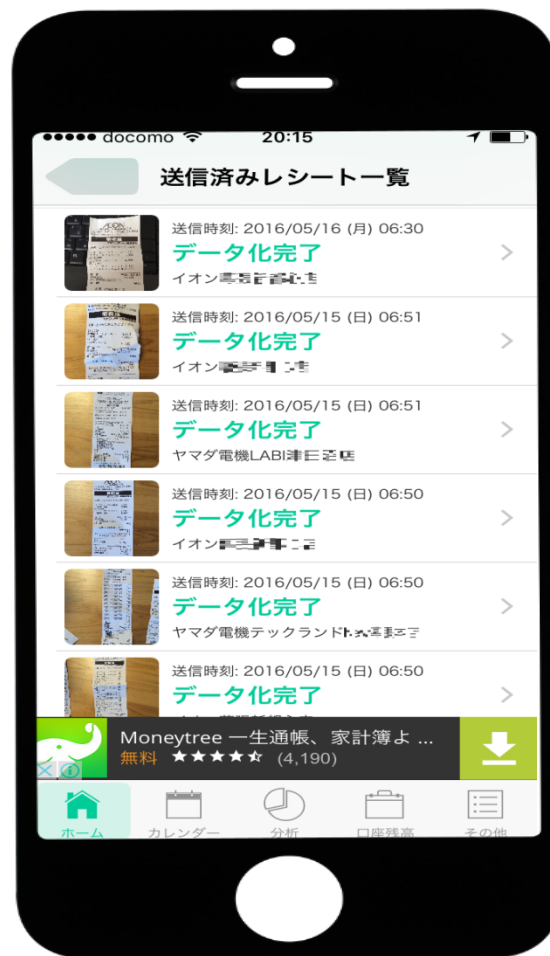 docomo 20:15
送信済みレシート一覧
送信時刻: 2016/05/16 (月) 06:30
データ化完了
イオン
送信時刻: 2016/05/15 (日) 06:51
データ化完了
イオン
送信時刻: 2016/05/15 (日) 06:51
データ化完了
ヤマダ電機LABI
送信時刻: 2016/05/15 (日) 06:50
データ化完了
イオン
送信時刻: 2016/05/15 (日) 06:50
データ化完了
ヤマダ電機テックランド
送信時刻: 2016/05/15 (日) 06:50
データ化完了
Moneytree 一生通帳、家計簿よ ...
無料 ★★★★⯪ (4,190)
ホーム カレンダー 分析 口座残高 その他